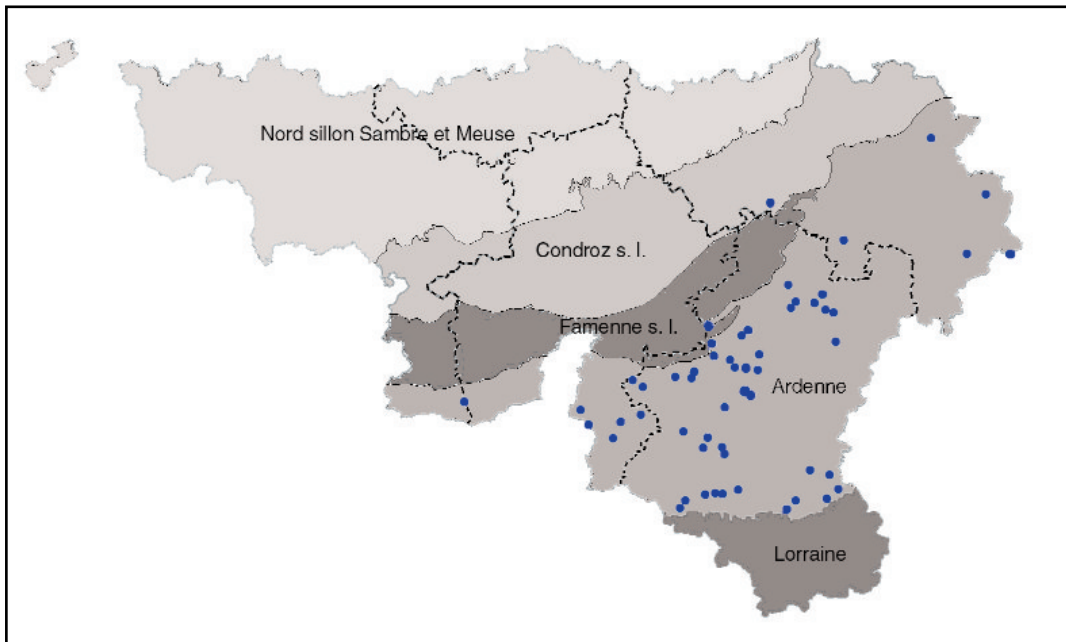 Nord sillon Sambre et Meuse
Condroz s. l.
Famenne s. l.
Ardenne
Lorraine